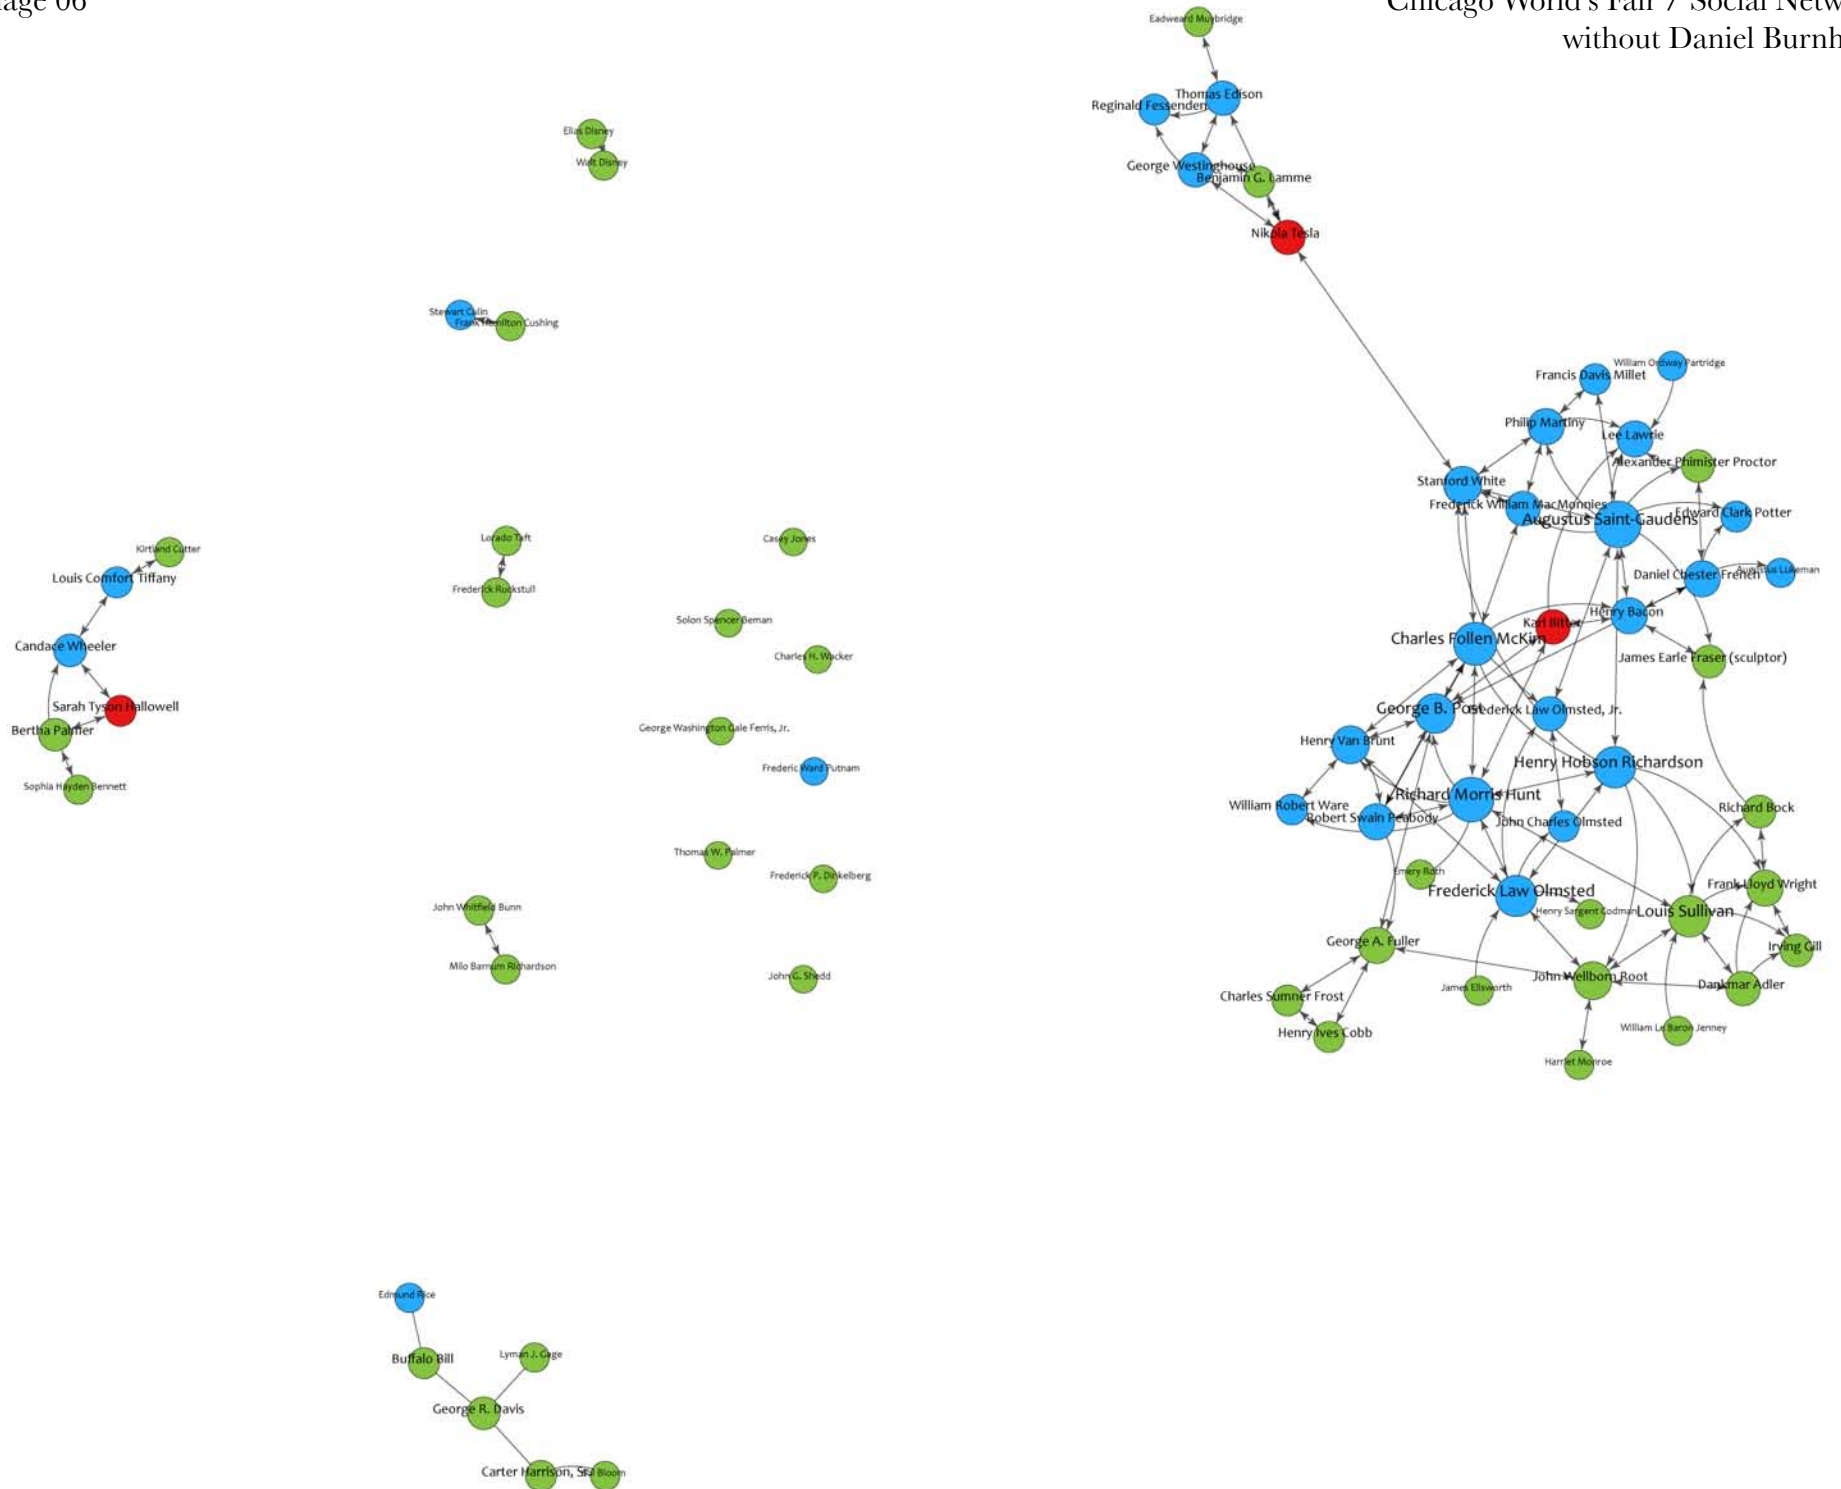 Chicago World's Fair / Social
without Daniel
06
Eadweard Muybridge
Thomas Edison
Reginald Fessenden
George Westinghouse
Benjamin G. Lamme
Nikola Tesla
Elias Disney
Walt Disney
Stewart Culin
Frank Hamilton Cushing
Francis Davis Millet
William Ordway Partridge
Philip Martiny
Lee Lawrie
Alexander Phimister Proctor
Stanford White
Frederick William MacMonnies
Augustus Saint-Gaudens
Edward Clark Potter
Kirtland Cutter
Louis Comfort Tiffany
Candace Wheeler
Sarah Tyson Hallowell
Bertha Palmer
Sophia Hayden Bennett
Lorado Taft
Frederick Ruckstull
Casey Jones
Solon Spencer Beman
Charles H. Wacker
George Washington Gale Ferris, Jr.
Frederic Ward Putnam
Thomas W. Palmer
Frederick P. Dinkelberg
John Whitfield Bunn
Milo Barnum Richardson
John G. Shedd
Daniel Chester French
Augustus Lukeman
Henry Bacon
Karl Bitter
Charles Follen McKim
James Earle Fraser (sculptor)
George B. Post
Frederick Law Olmsted, Jr.
Henry Van Brunt
Henry Hobson Richardson
Richard Morris Hunt
William Robert Ware
Robert Swain Peabody
John Charles Olmsted
Richard Bock
Emery Roth
Frederick Law Olmsted
Henry Sargent Codman
Louis Sullivan
Frank Lloyd Wright
George A. Fuller
Irving Gill
John Wellborn Root
Dankmar Adler
James Ellsworth
Charles Sumner Frost
Henry Ives Cobb
William Le Baron Jenney
Harriet Monroe
Edmund Rice
Buffalo Bill
Lyman J. Gage
George R. Davis
Carter Harrison, Sr.
Bloom